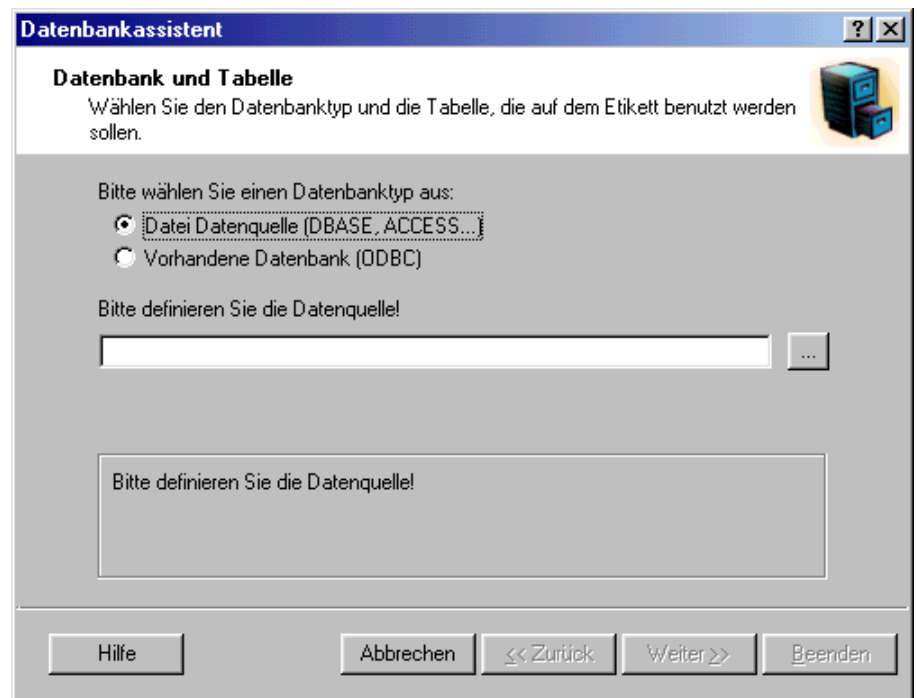 Datenbankassistent
Datenbank und Tabelle
Wählen Sie den Datenbanktyp und die Tabelle, die auf dem Etikett benutzt werden
sollen.
Bitte wählen Sie einen Datenbanktyp aus:
Datei Datenquelle (DBASE, ACCESS...)
Vorhandene Datenbank (ODBC)
Bitte definieren Sie die Datenquelle!
...
Bitte definieren Sie die Datenquelle!
Hilfe
Abbrechen
<< Zurück
Weiter >>
Beenden